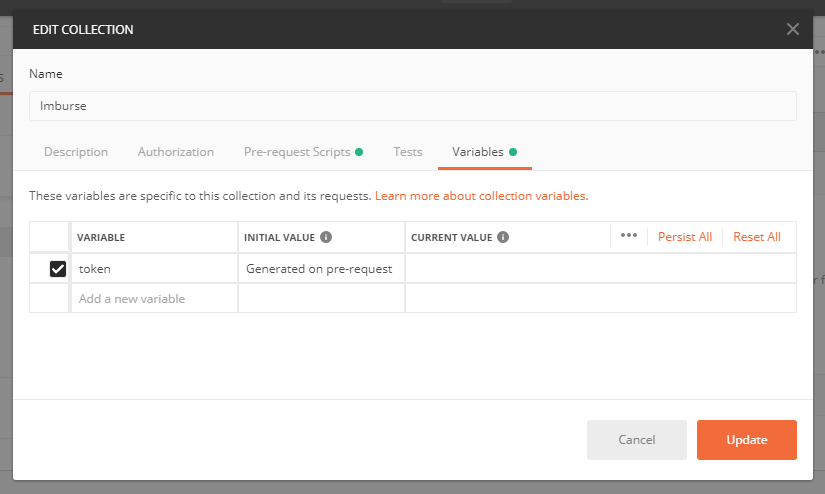 EDIT COLLECTION
Name
Imburse
Description Authorization Pre-request Scripts Tests Variables
These variables are specific to this collection and its requests. Learn more about collection variables.
VARIABLE INITIAL VALUE CURRENT VALUE ••• Persist All Reset All
token Generated on pre-request
Add a new variable
Cancel Update